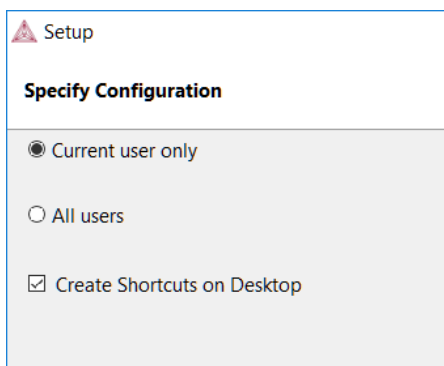 Setup
Specify Configuration
Current user only
All users
Create Shortcuts on Desktop